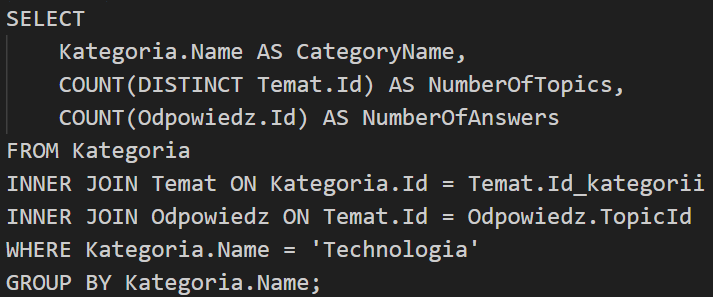 SELECT
Kategoria.Name AS CategoryName,
COUNT(DISTINCT Temat.Id) AS NumberOfTopics,
COUNT(Odpowiedz.Id) AS NumberOfAnswers
FROM Kategoria
INNER JOIN Temat ON Kategoria.Id = Temat.Id_kategorii
INNER JOIN Odpowiedz ON Temat.Id = Odpowiedz.TopicId
WHERE Kategoria.Name = 'Technologia'
GROUP BY Kategoria.Name;